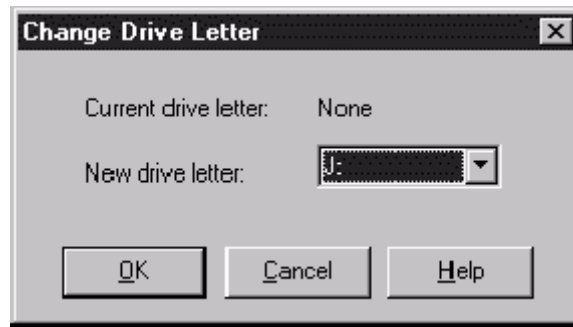 Change Drive Letter
Current drive letter: None
New drive letter: J:
OK Cancel Help